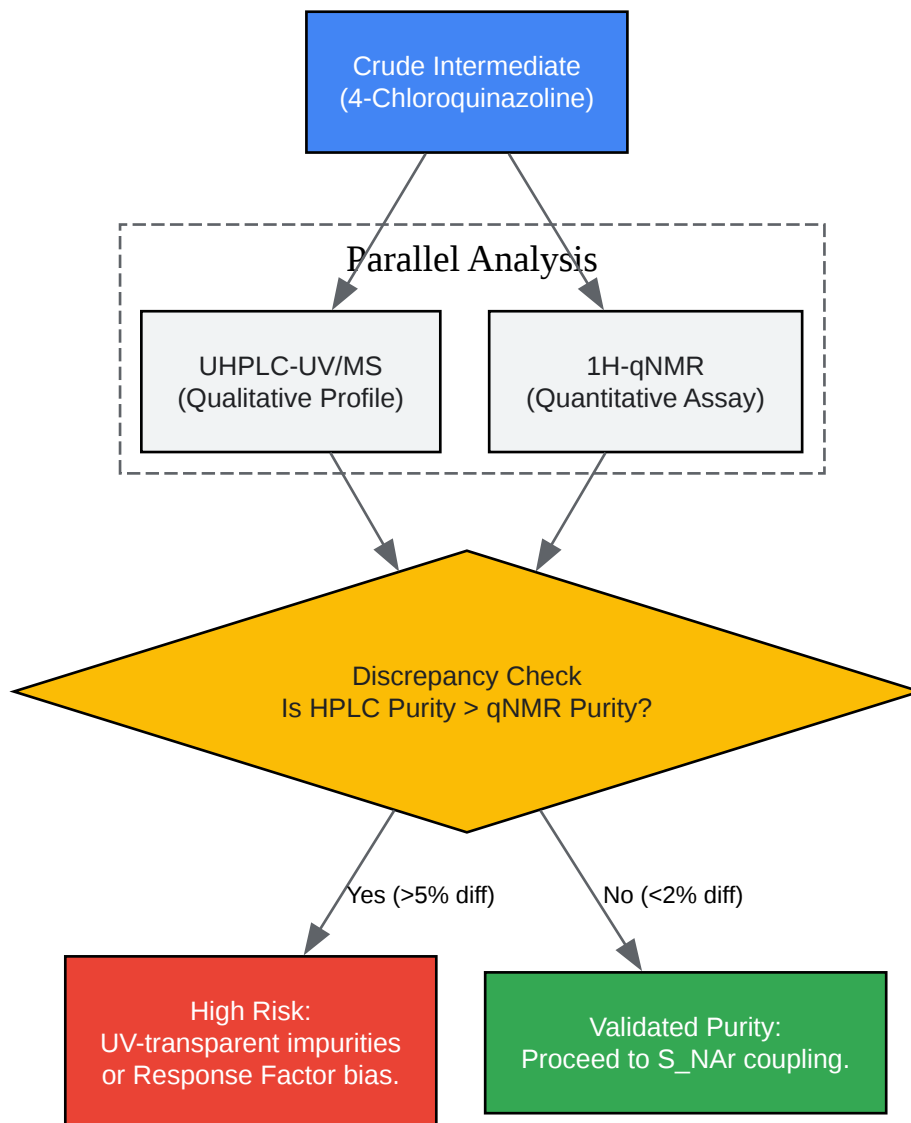 Crude Intermediate
(4-Chloroquinazoline)
Parallel Analysis
UHPLC-UV/MS
(Qualitative Profile)
1H-qNMR
(Quantitative Assay)
Discrepancy Check
Is HPLC Purity > qNMR Purity?
Yes (>5% diff)
No (<2% diff)
High Risk:
UV-transparent impurities
or Response Factor bias.
Validated Purity:
Proceed to S_NAr coupling.